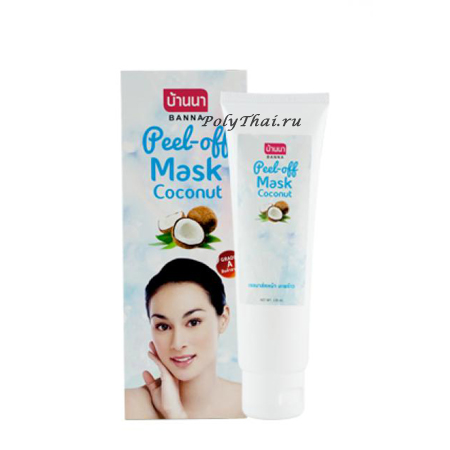 บ้านนา
BANNA
PolyThai.ru
Peel-off
Mask
Coconut
GRADE
A
บ้านนา
BANNA
Peel-off
Mask
Coconut